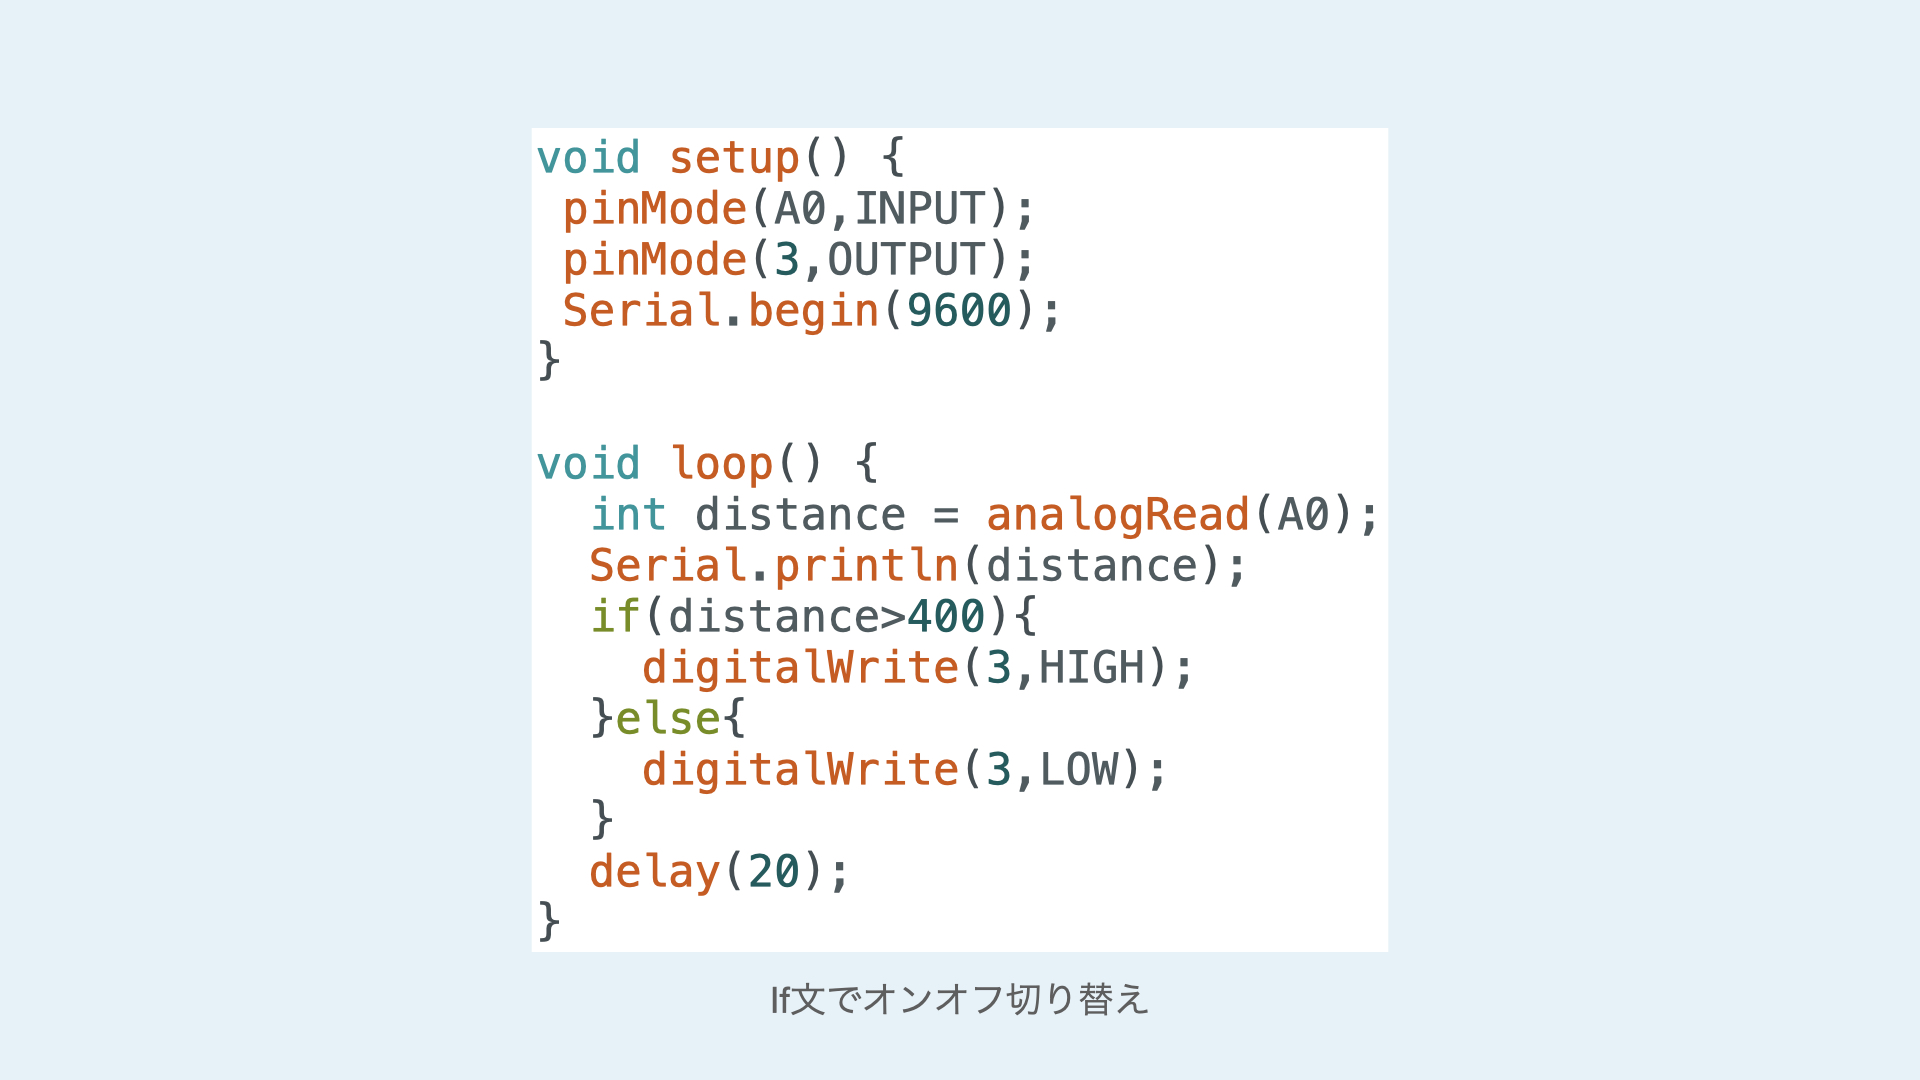 void setup() {
 pinMode(A0,INPUT);
 pinMode(3,OUTPUT);
 Serial.begin(9600);
}

void loop() {
  int distance = analogRead(A0);
  Serial.println(distance);
  if(distance>400){
    digitalWrite(3,HIGH);
  }else{
    digitalWrite(3,LOW);
  }
  delay(20);
}
If文でオンオフ切り替え